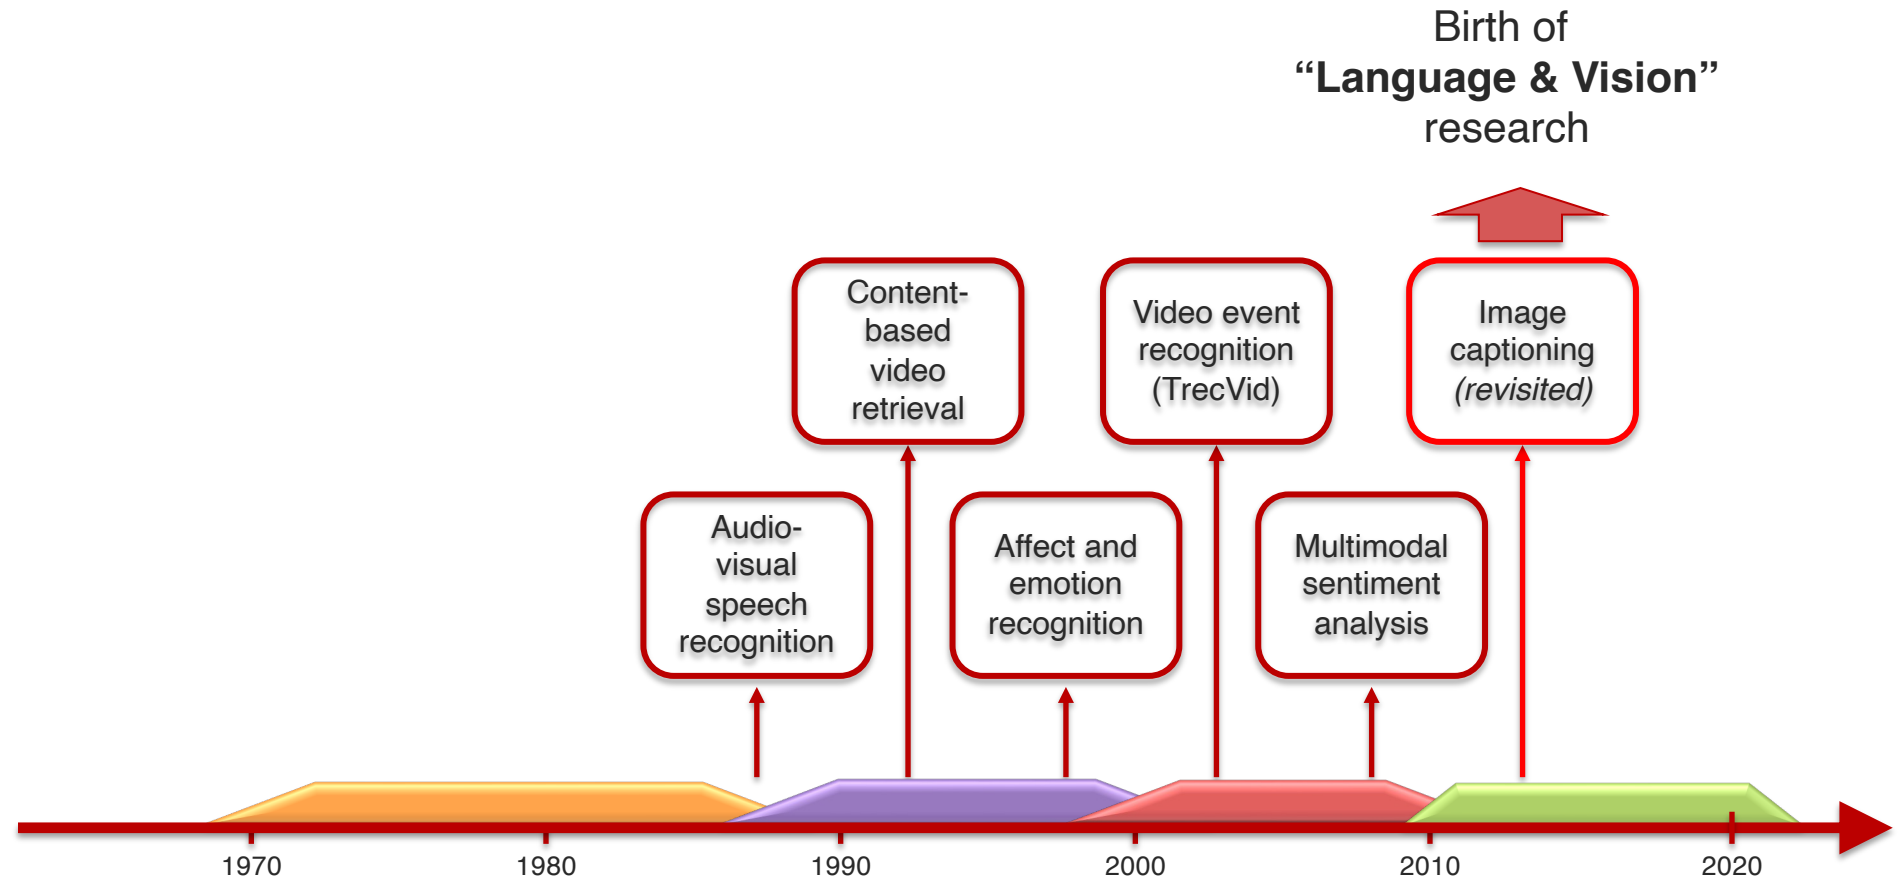 Birth of
“Language & Vision”
research
Content-
based
video
retrieval
Video event
recognition
(TrecVid)
Image
captioning
(revisited)
Audio-
visual
speech
recognition
Affect and
emotion
recognition
Multimodal
sentiment
analysis
1970
1980
1990
2000
2010
2020